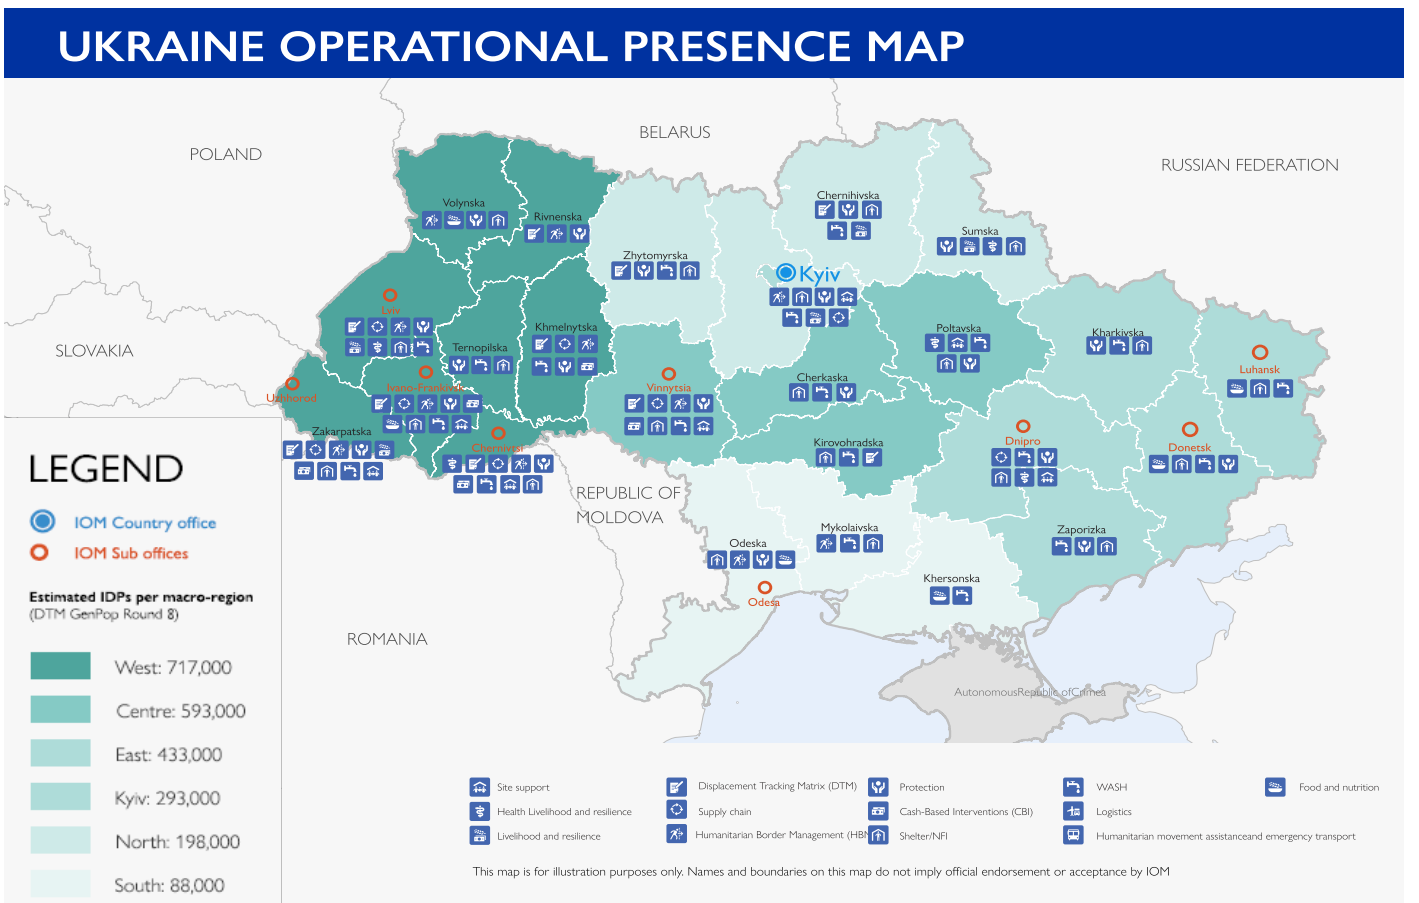 UKRAINE OPERATIONAL PRESENCE MAP
BELARUS
POLAND
RUSSIAN FEDERATION
SLOVAKIA
REPUBLIC OF
MOLDOVA
ROMANIA
Volynska
Rivnenska
Zhytomyrska
Chernihivska
Sumska
Kyiv
Lviv
Khmelnytska
Ternopilska
Poltavska
Kharkivska
Luhansk
Uzhhorod
Ivano-Frankivsk
Vinnytsia
Cherkaska
Zakarpatska
Chernivtsi
Kirovohradska
Dnipro
Donetsk
Odeska
Mykolaivska
Zaporizka
Khersonska
Odesa
AutonomousRepublic ofCrimea
LEGEND
IOM Country office
IOM Sub offices
Estimated IDPs per macro-region
(DTM GenPop Round 8)
West: 717,000
Centre: 593,000
East: 433,000
Kyiv: 293,000
North: 198,000
South: 88,000
Site support
Health Livelihood and resilience
Livelihood and resilience
Displacement Tracking Matrix (DTM)
Supply chain
Humanitarian Border Management (HBM
Protection
Cash-Based Interventions (CBI)
Shelter/NFI
WASH
Logistics
Humanitarian movement assistanceand emergency transport
Food and nutrition
This map is for illustration purposes only. Names and boundaries on this map do not imply official endorsement or acceptance by IOM